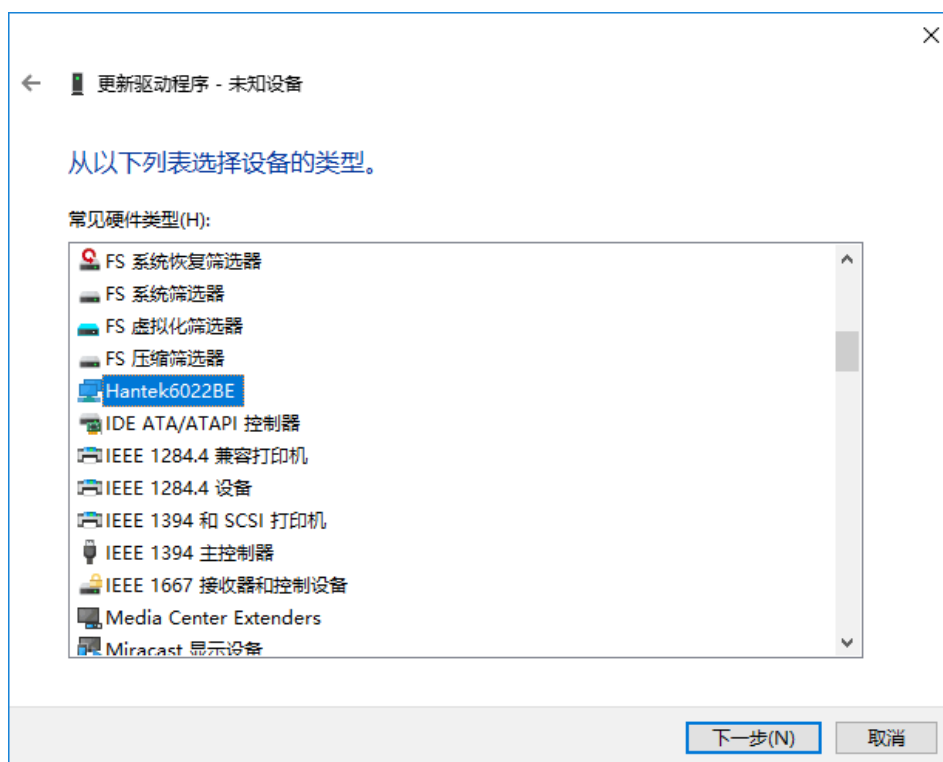 更新驱动程序 - 未知设备
从以下列表选择设备的类型。
常见硬件类型(H):
FS 系统恢复筛选器
FS 系统筛选器
FS 虚拟化筛选器
FS 压缩筛选器
Hantek6022BE
IDE ATA/ATAPI 控制器
IEEE 1284.4 兼容打印机
IEEE 1284.4 设备
IEEE 1394 和 SCSI 打印机
IEEE 1394 主控制器
IEEE 1667 接收器和控制设备
Media Center Extenders
Miracast 显示设备
下一步(N) 取消